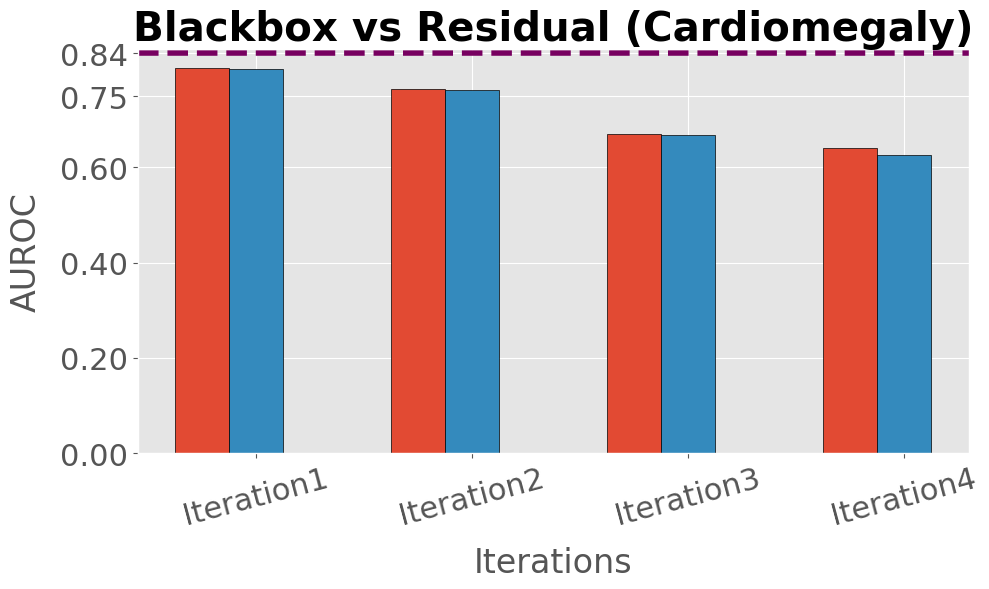 Blackbox vs Residual (Cardiomegaly)
0.84
0.75
0.60
0.40
0.20
0.00
AUROC
Iteration1
Iteration2
Iteration3
Iteration4
Iterations